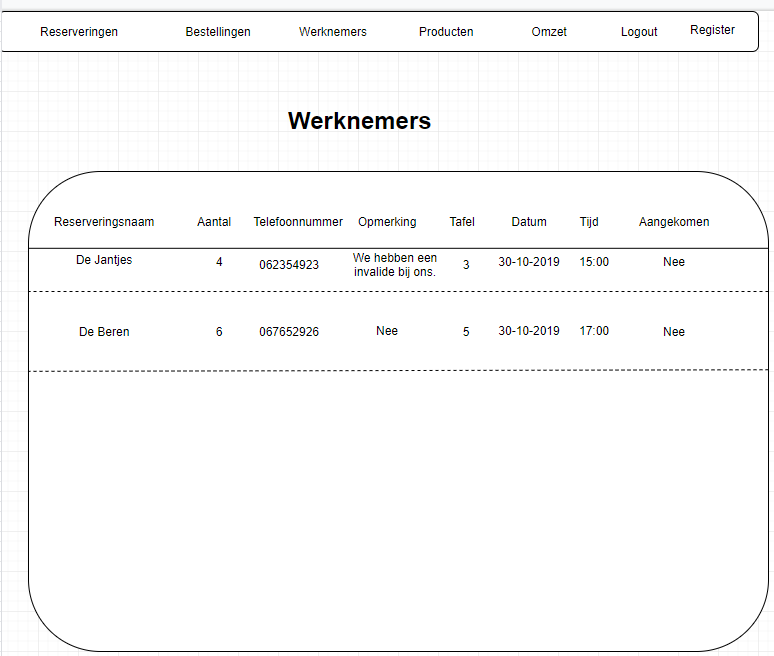 Reserveringen Bestellingen Werknemers Producten Omzet Logout Register
Werknemers
Reserveringsnaam Aantal Telefoonnummer Opmerking Tafel Datum Tijd Aangekomen
De Jantjes 4 062354923 We hebben een 3 30-10-2019 15:00 Nee
invalide bij ons.
De Beren 6 067652926 Nee 5 30-10-2019 17:00 Nee